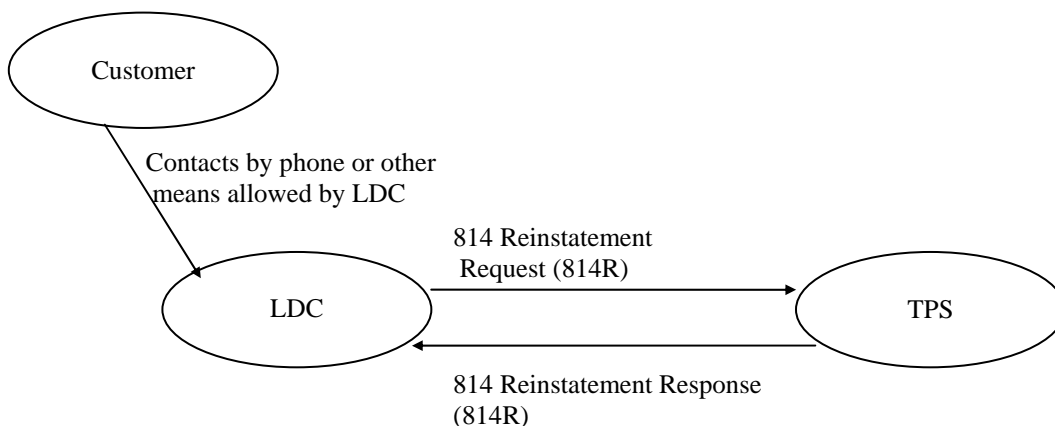 Customer
Contacts by phone or other
means allowed by LDC
814 Reinstatement
Request (814R)
LDC
TPS
814 Reinstatement Response
(814R)